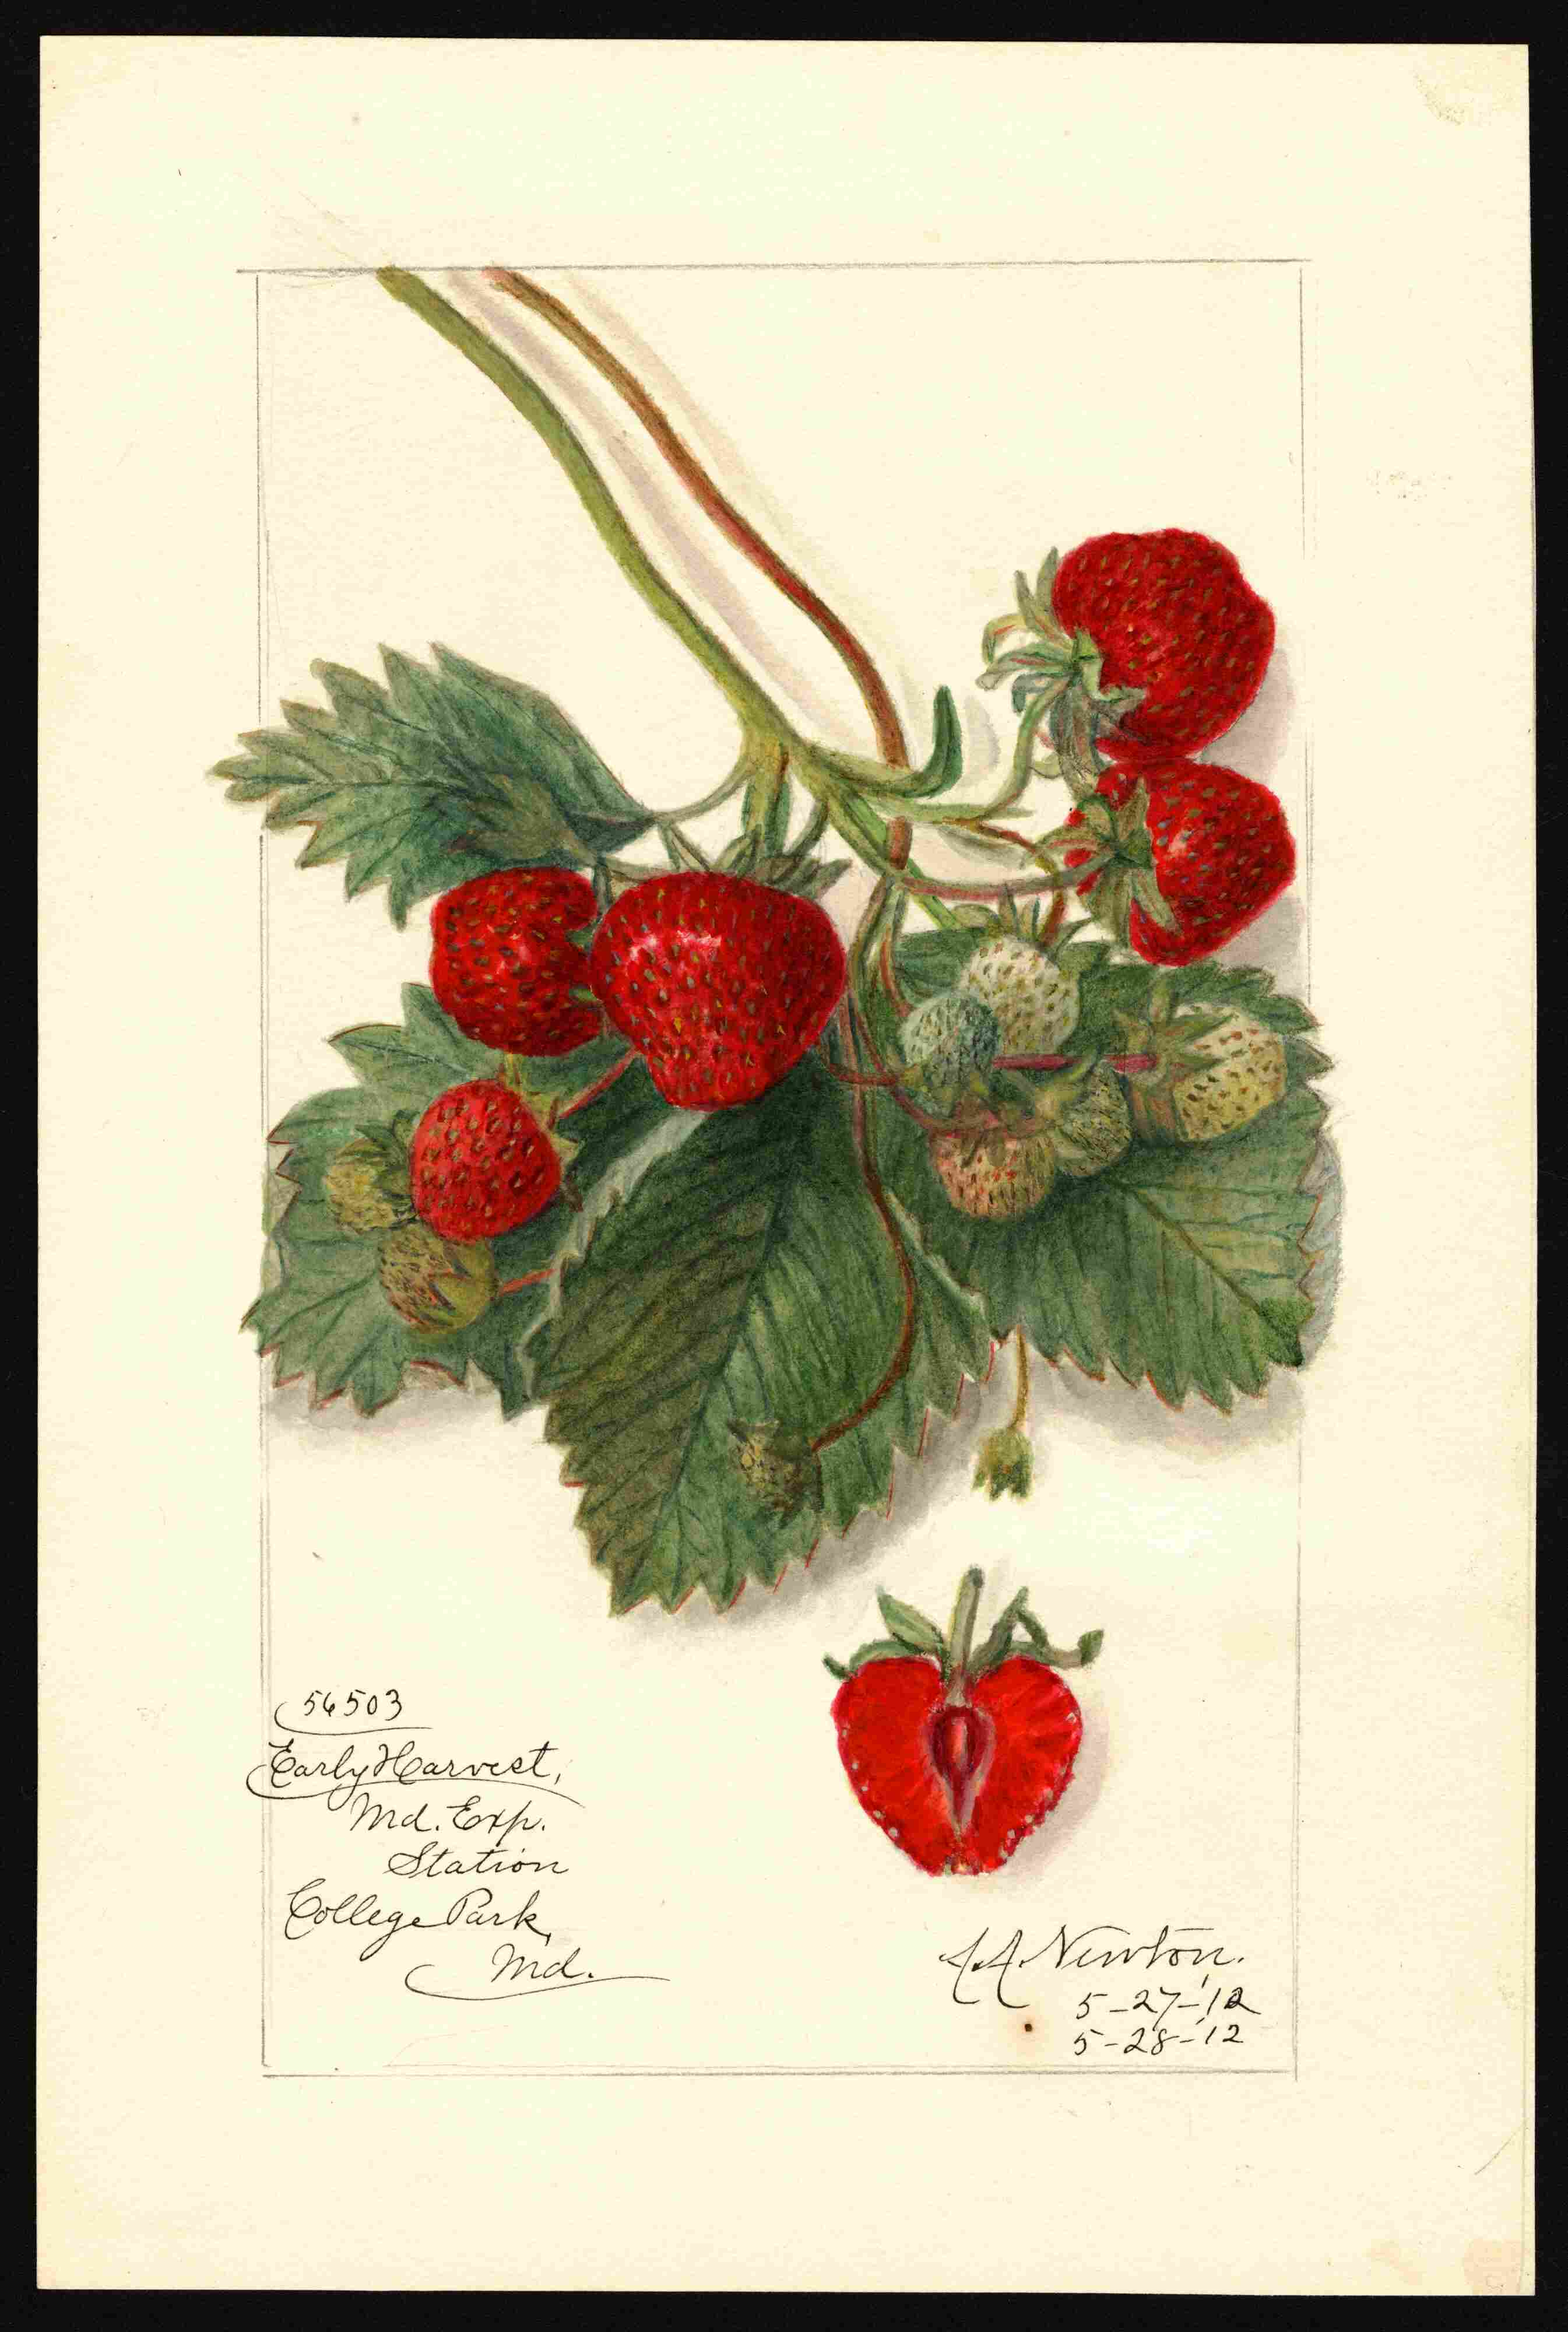 56503
Early Harvest,
Md. Exp.
Station
College Park,
Md.
A.A. Newton.
5-27-'12
5-28-'12